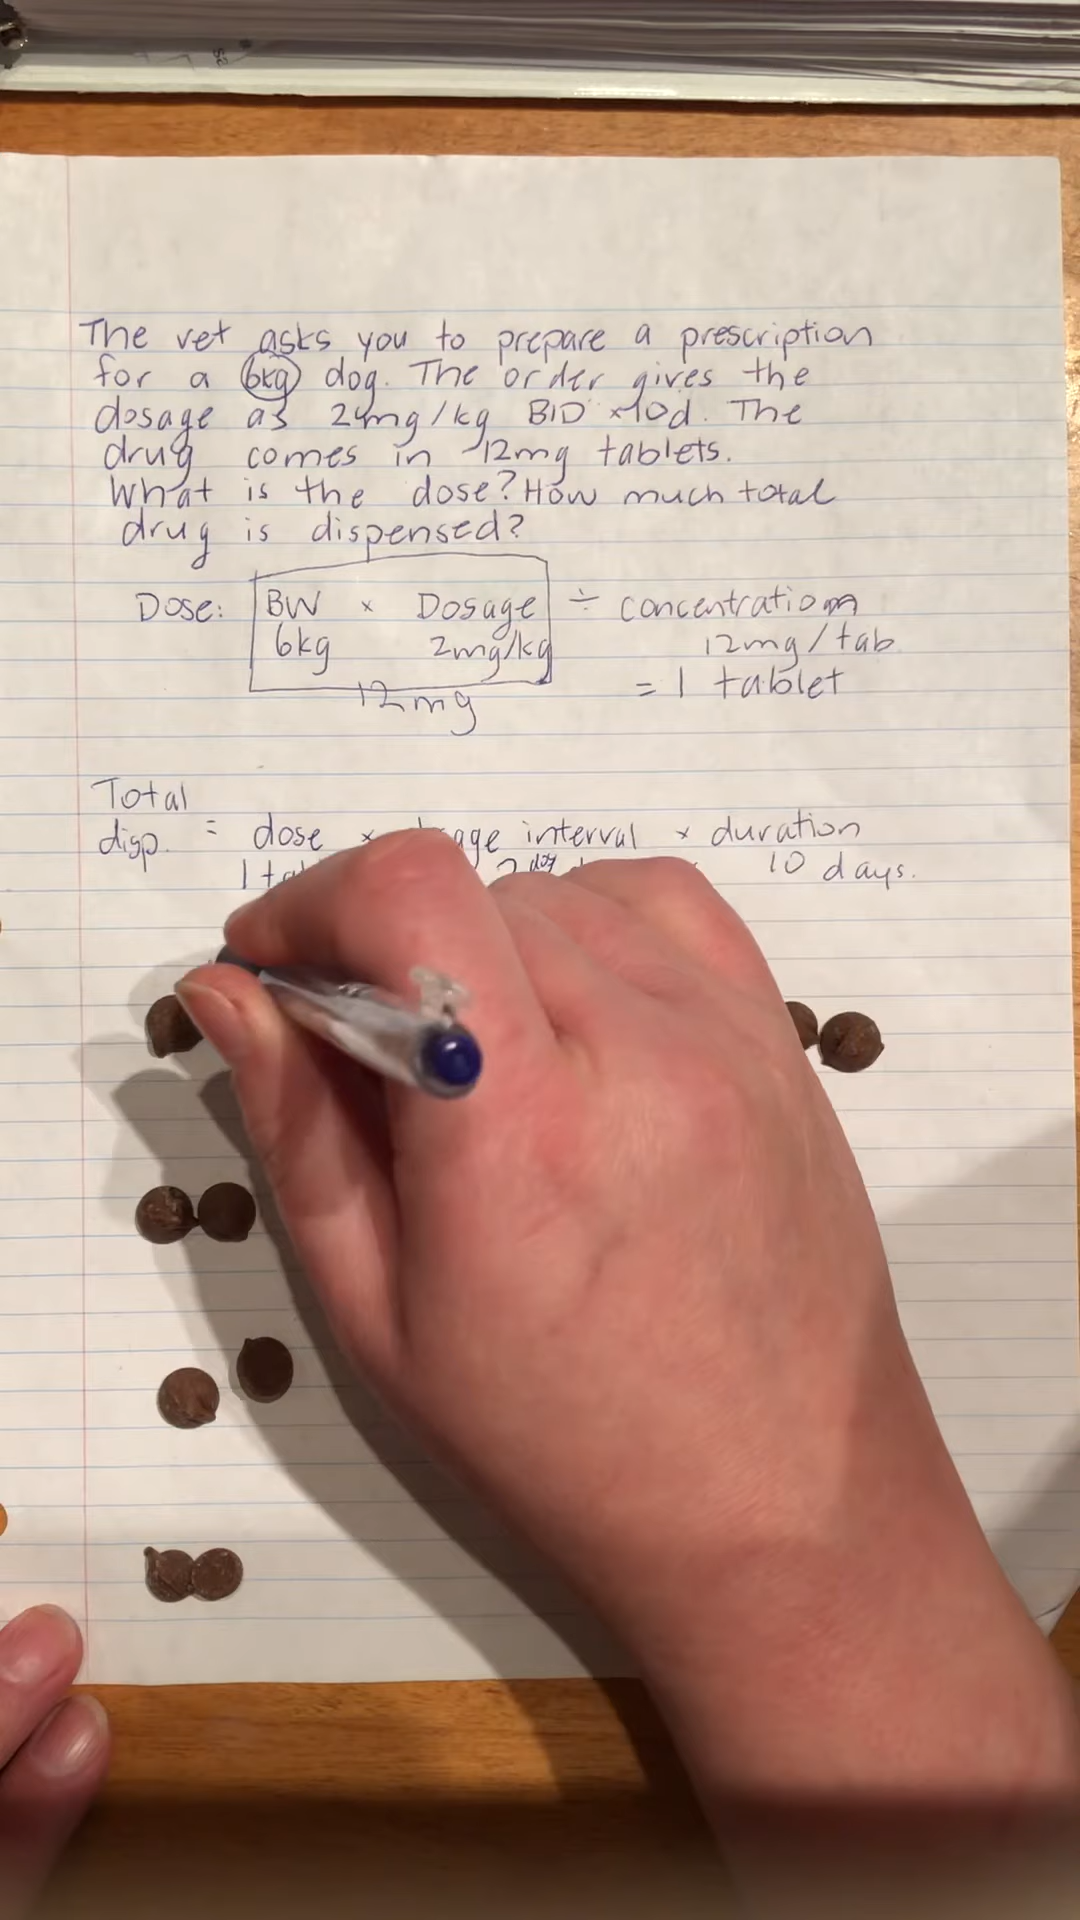 The vet asks you to prepare a prescription
for a 6kg dog. The order gives the
dosage as 2mg/kg BID x10d. The
drug comes in 12mg tablets.
What is the dose? How much total
drug is dispensed?
Dose: BW x Dosage ÷ concentration
6kg 2mg/kg 12mg/tab
12mg = 1 tablet
Total
disp. = dose x interval x duration
1 2 10 days.